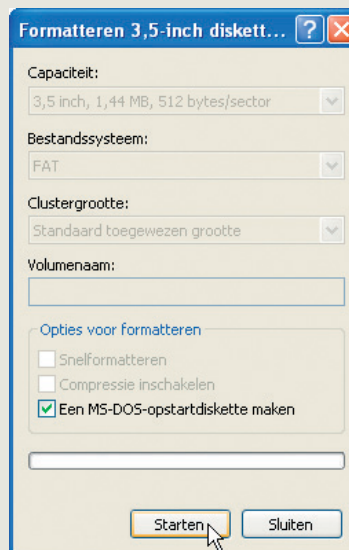 Formatteren 3,5-inch diskett...
Capaciteit:
3,5 inch, 1,44 MB, 512 bytes/sector
Bestandssysteem:
FAT
Clustergrootte:
Standaard toegewezen grootte
Volumenaam:
Opties voor formatteren
Snelformatteren
Compressie inschakelen
Een MS-DOS-opstartdiskette maken
Starten
Sluiten